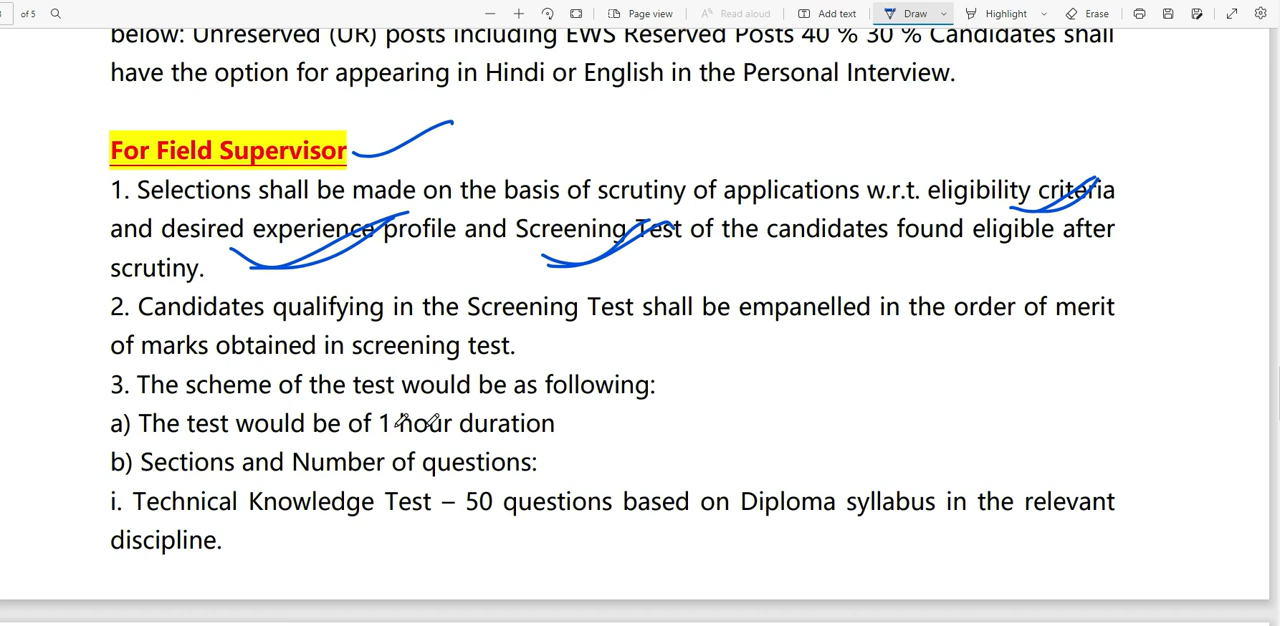 of 5 Page view Read aloud Add text Draw Highlight Erase
below: Unreserved (UR) posts including EWS Reserved Posts 40 % 30 % Candidates shall
have the option for appearing in Hindi or English in the Personal Interview.
For Field Supervisor
1. Selections shall be made on the basis of scrutiny of applications w.r.t. eligibility criteria
and desired experience profile and Screening Test of the candidates found eligible after
scrutiny.
2. Candidates qualifying in the Screening Test shall be empanelled in the order of merit
of marks obtained in screening test.
3. The scheme of the test would be as following:
a) The test would be of 1 hour duration
b) Sections and Number of questions:
i. Technical Knowledge Test – 50 questions based on Diploma syllabus in the relevant
discipline.